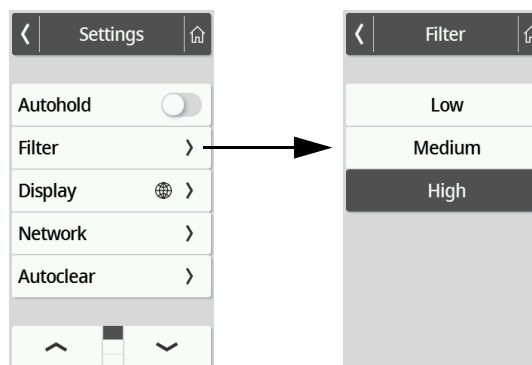 Settings
Autohold
Filter
Display
Network
Autoclear
Filter
Low
Medium
High